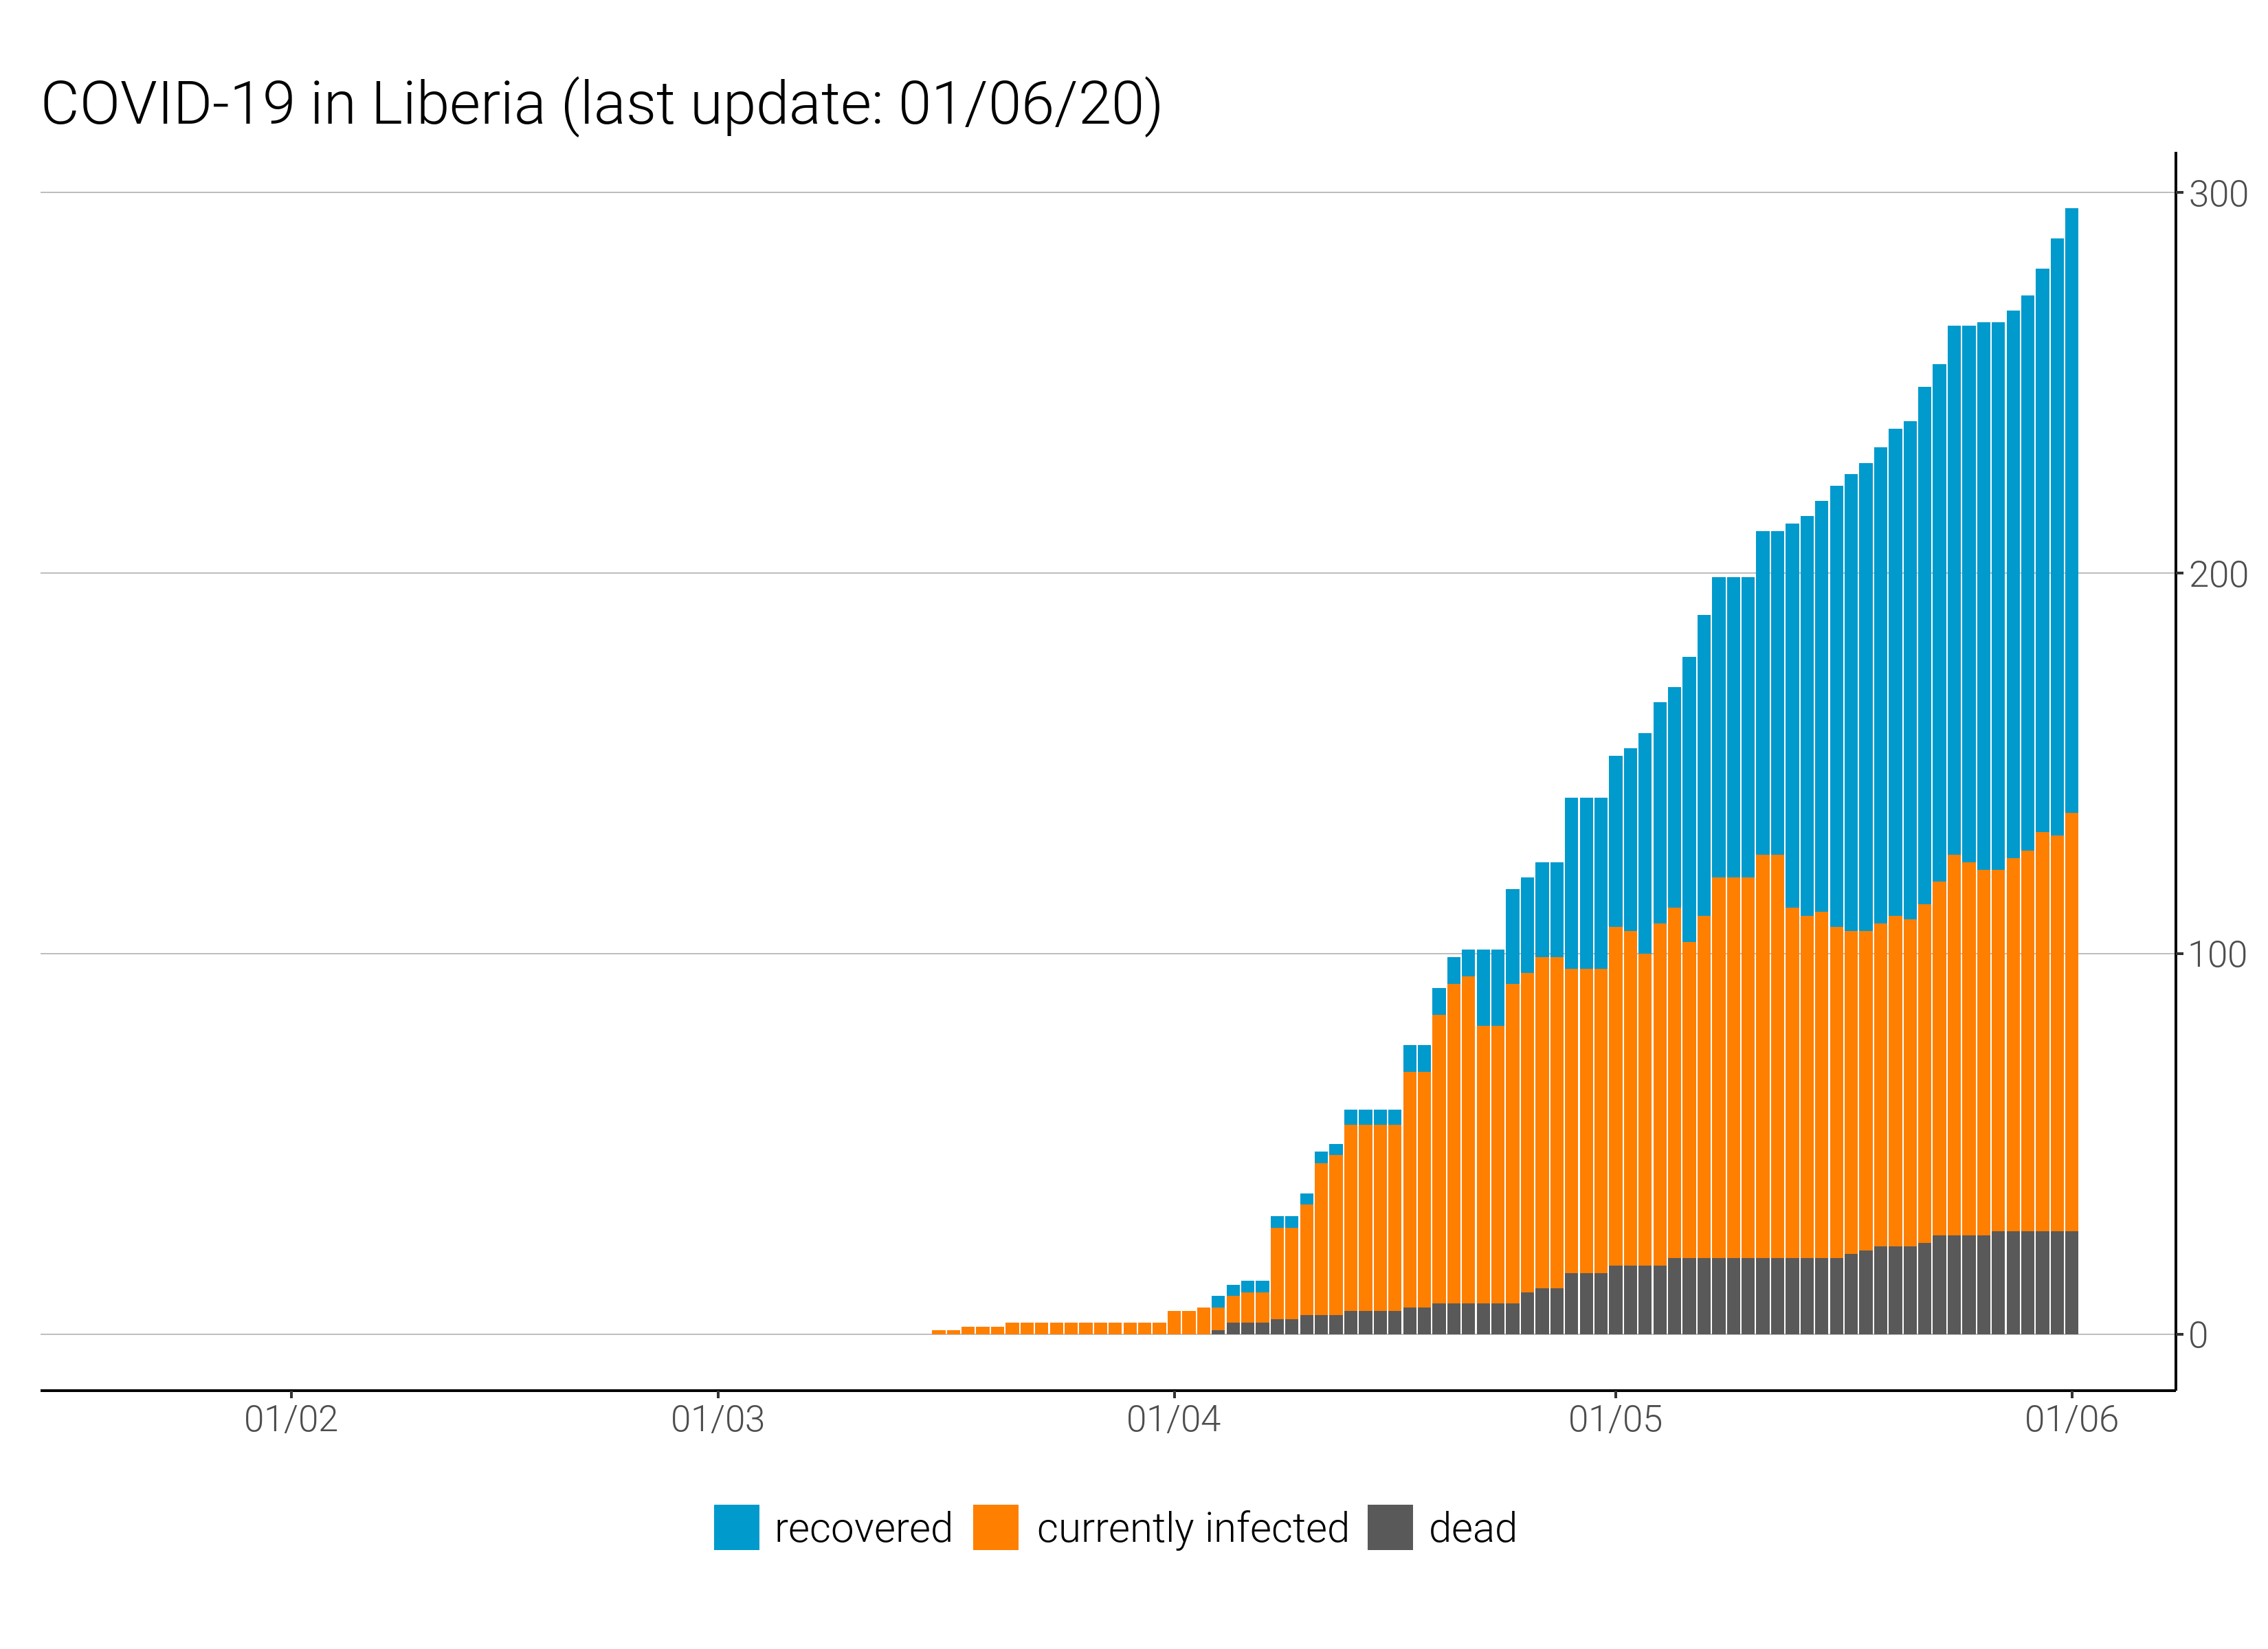 COVID-19 in Liberia (last update: 01/06/20)
300
200
100
0
01/02 01/03 01/04 01/05 01/06
recovered currently infected dead